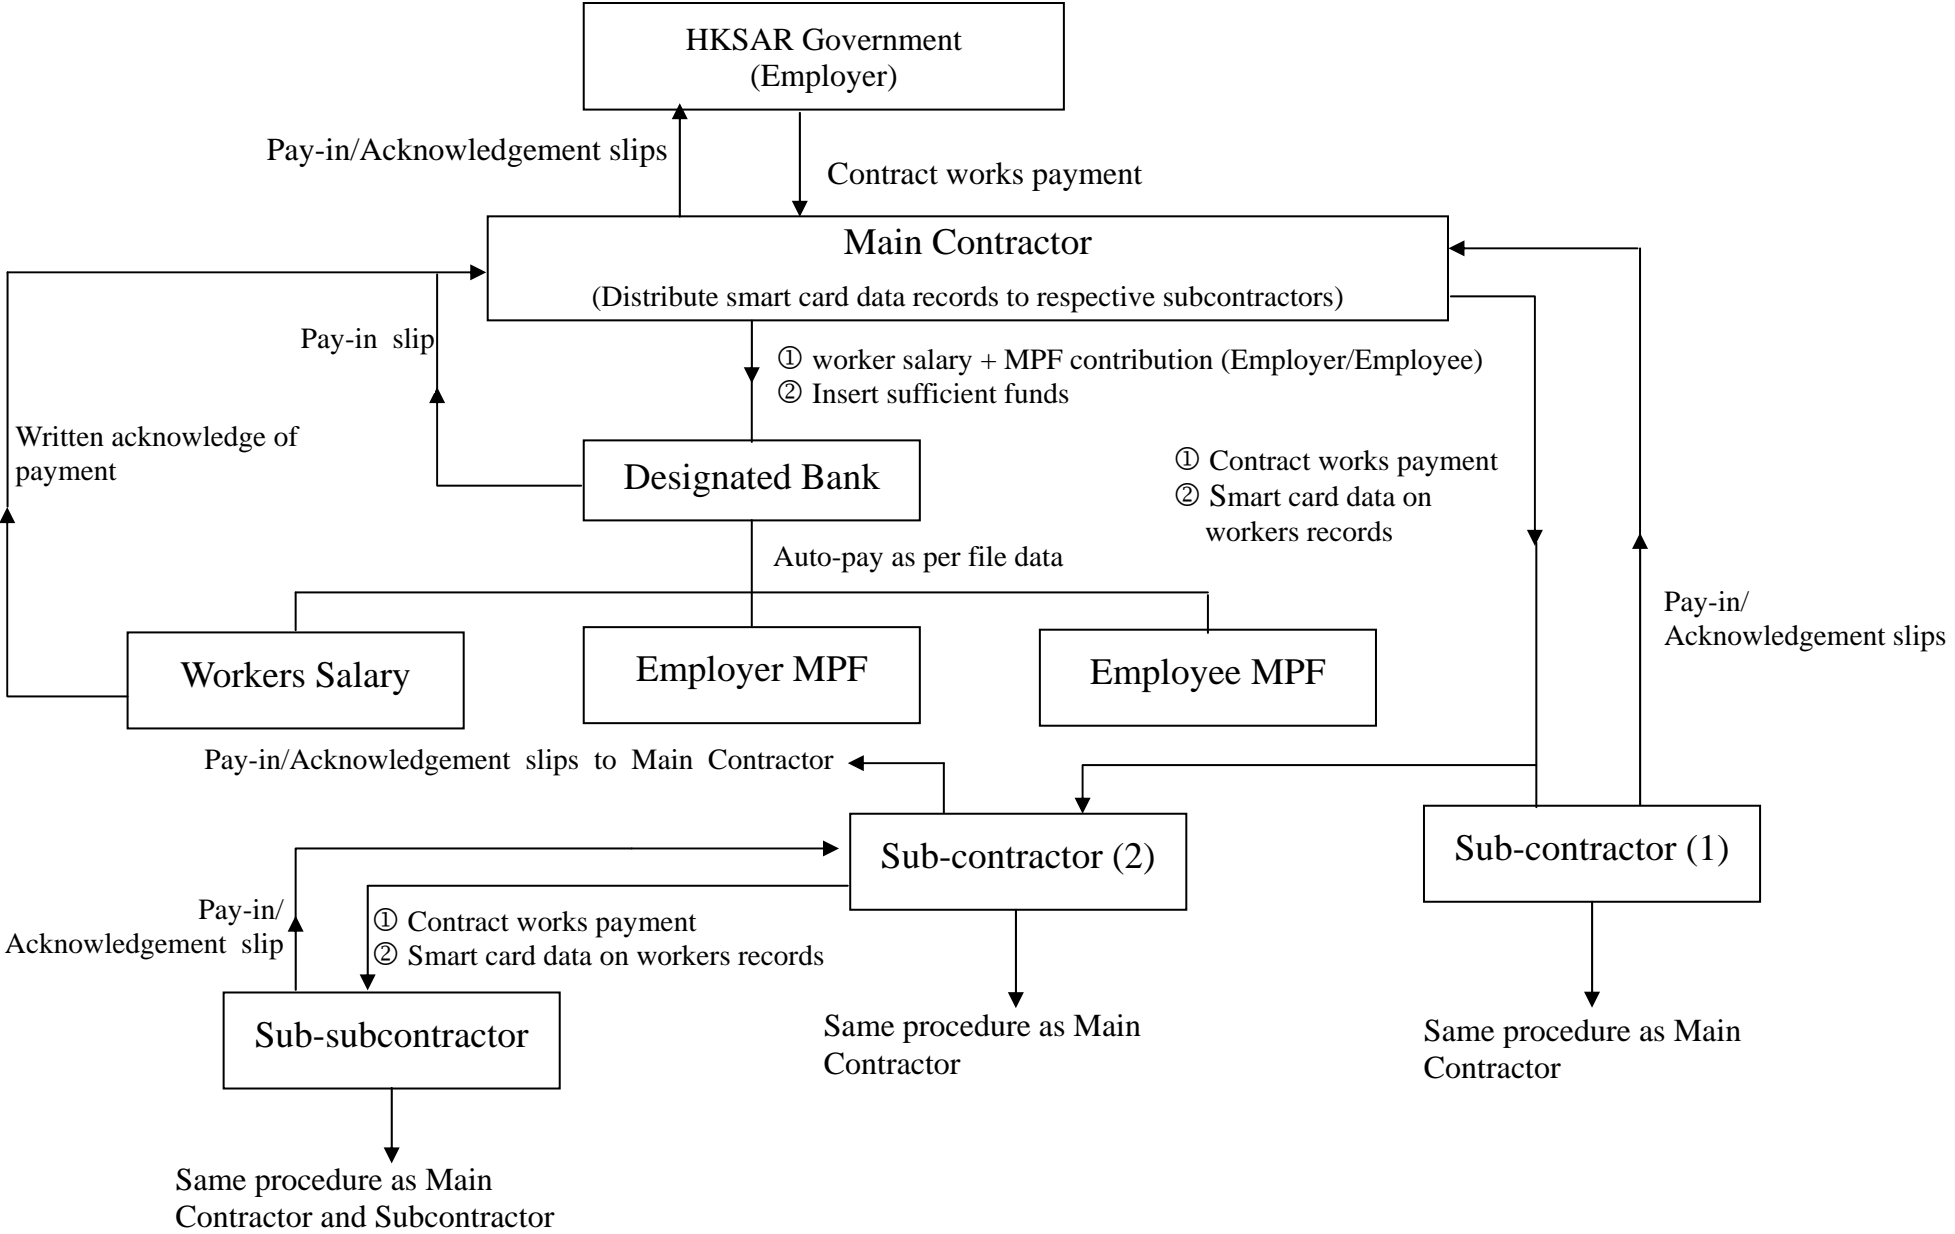 HKSAR Government
(Employer)
Pay-in/Acknowledgement slips
Contract works payment
Main Contractor
(Distribute smart card data records to respective subcontractors)
Pay-in slip
① worker salary + MPF contribution (Employer/Employee)
② Insert sufficient funds
Written acknowledge of
payment
Designated Bank
① Contract works payment
② Smart card data on
workers records
Auto-pay as per file data
Pay-in/
Acknowledgement slips
Workers Salary
Employer MPF
Employee MPF
Pay-in/Acknowledgement slips to Main Contractor
Sub-contractor (2)
Sub-contractor (1)
Pay-in/
Acknowledgement slip
① Contract works payment
② Smart card data on workers records
Sub-subcontractor
Same procedure as Main
Contractor
Same procedure as Main
Contractor
Same procedure as Main
Contractor and Subcontractor